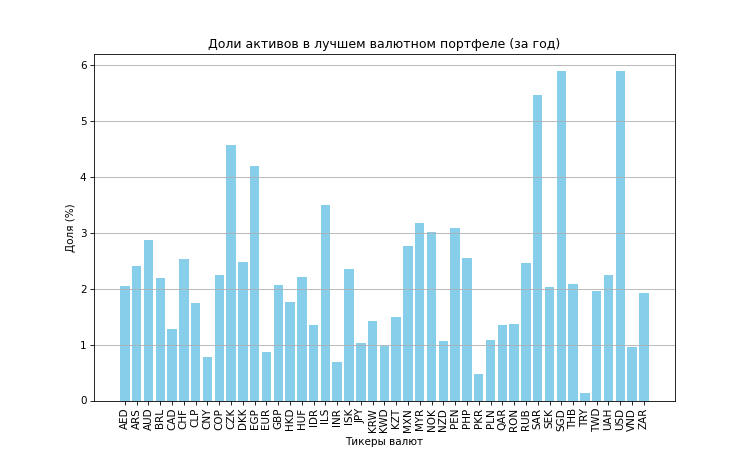 Доли активов в лучшем валютном портфеле (за год)
6
5
4
3
2
1
0
Доля (%)
AED
ARS
AUD
BRL
CAD
CHF
CLP
CNY
COP
CZK
DKK
EGP
EUR
GBP
HKD
HUF
IDR
ILS
INR
ISK
JPY
KRW
KWD
KZT
MXN
MYR
NOK
NZD
PEN
PHP
PKR
PLN
QAR
RON
RUB
SAR
SEK
SGD
THB
TRY
TWD
UAH
USD
VND
ZAR
Тикеры валют